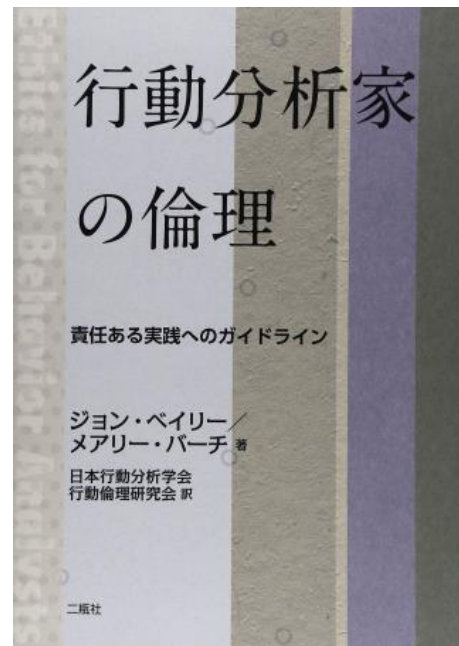 Ethics for Behavior Analysts
行動分析家
の倫理
責任ある実践へのガイドライン
ジョン・ベイリー／
メアリー・バーチ 著
日本行動分析学会
行動倫理研究会 訳
二瓶社